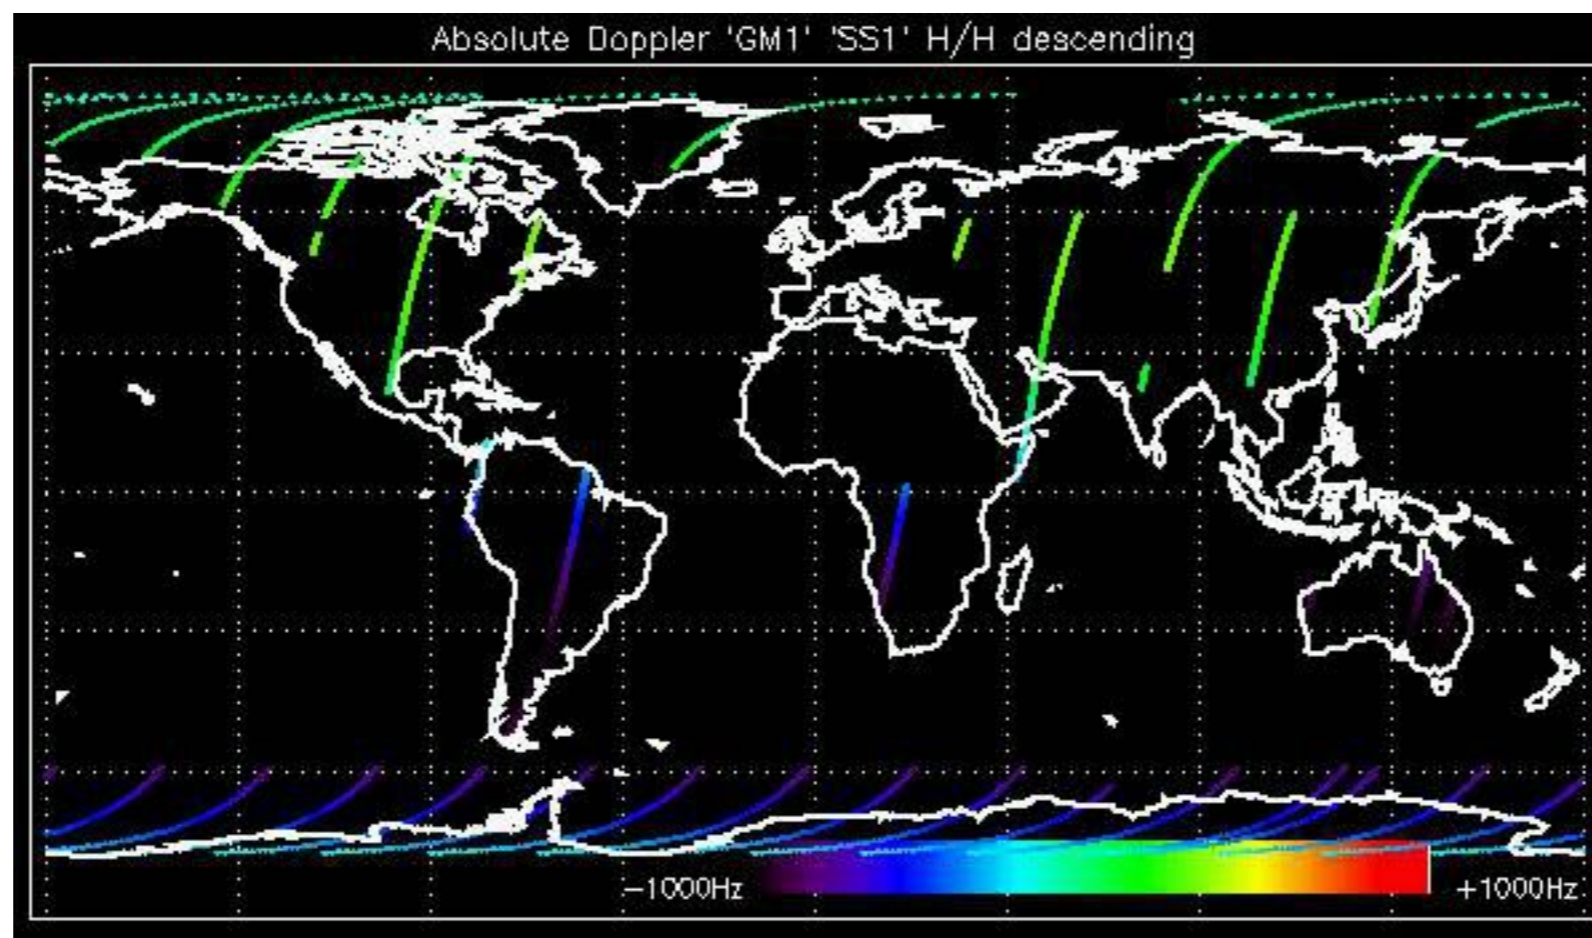 Absolute Doppler 'GM1' 'SS1' H/H descending
−1000Hz
+1000Hz